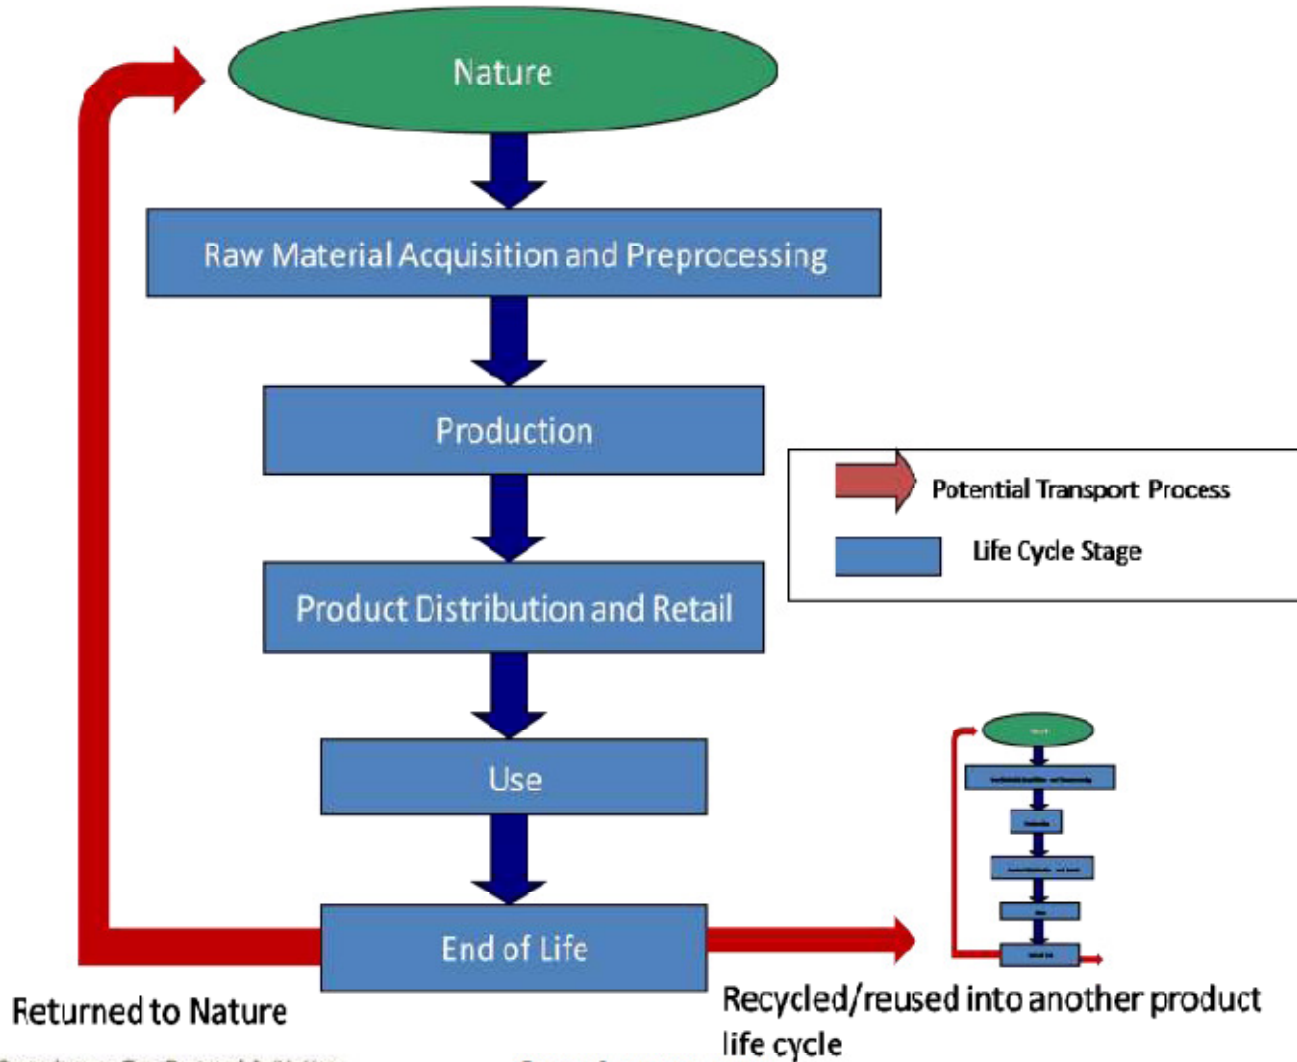 Nature
Raw Material Acquisition and Preprocessing
Production
Potential Transport Process
Life Cycle Stage
Product Distribution and Retail
Use
End of Life
Returned to Nature
Recycled/reused into another product
life cycle